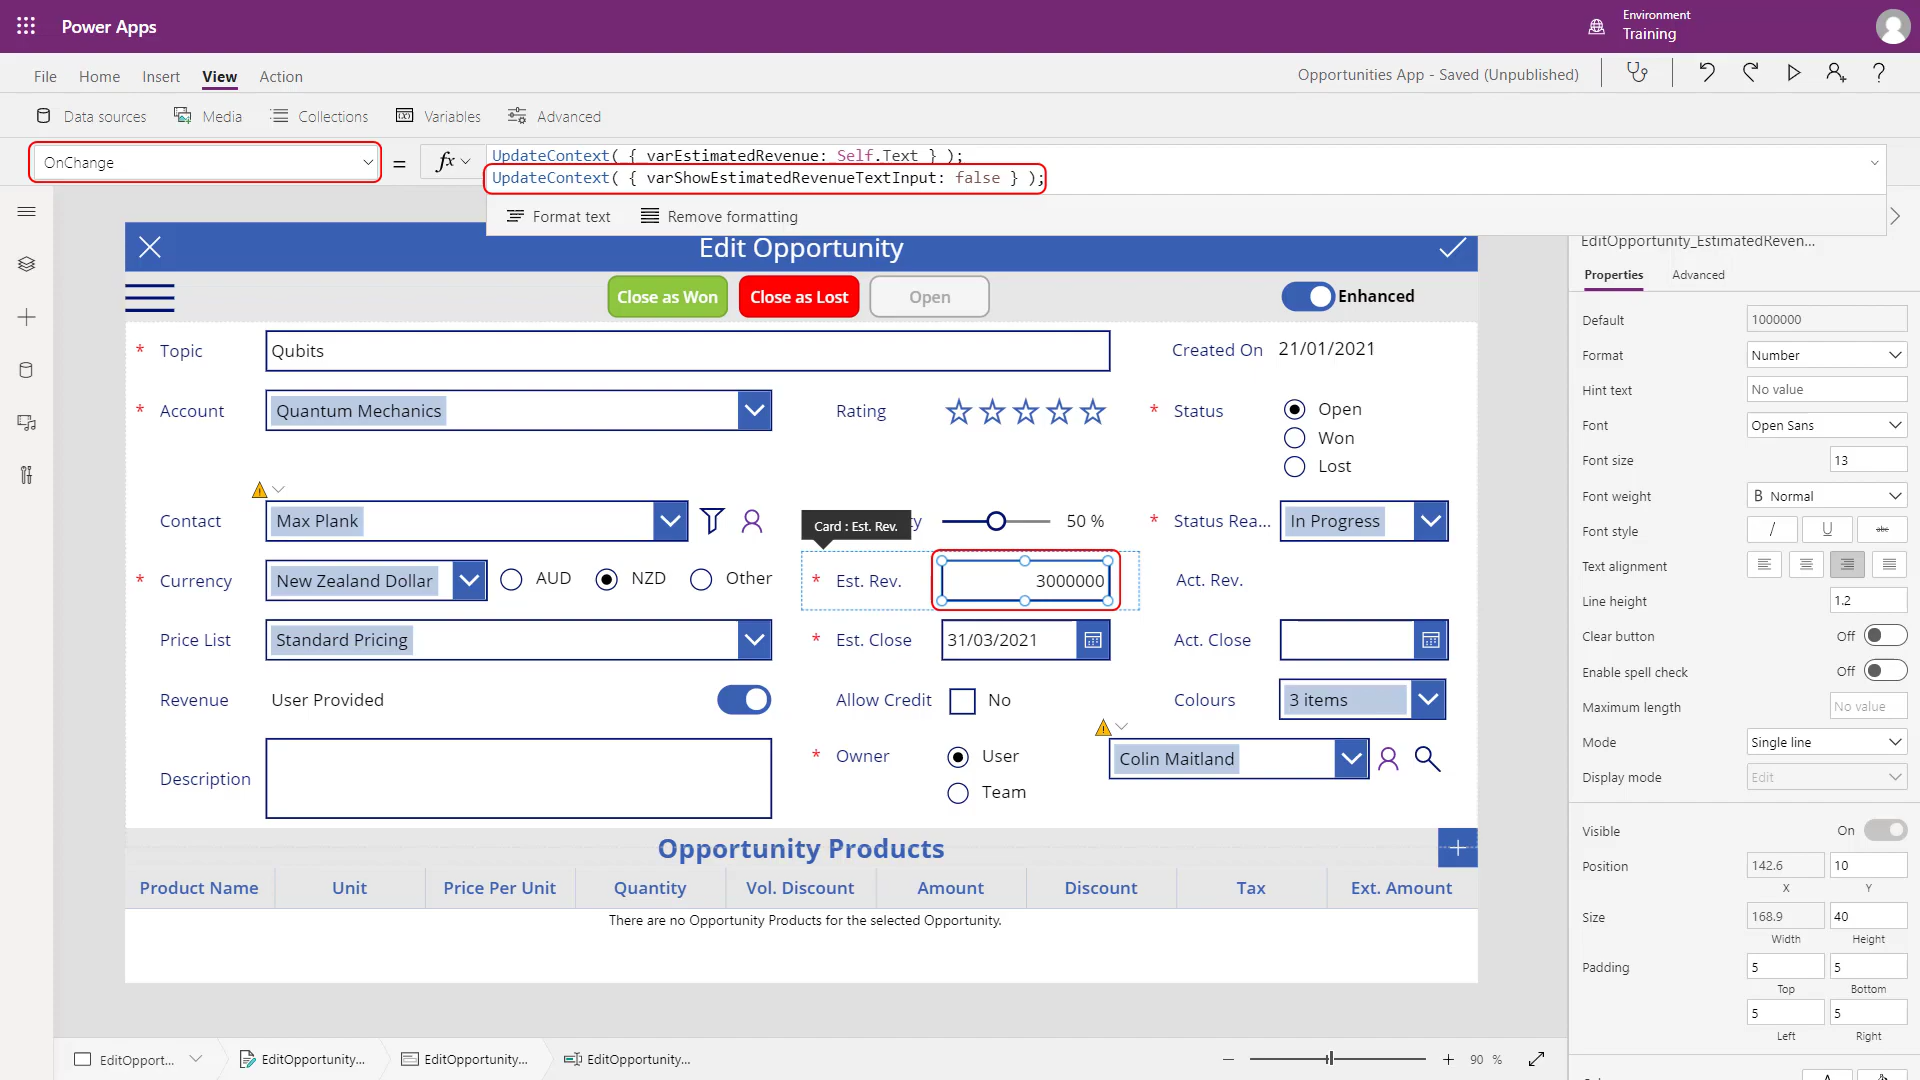 Power Apps
Environment
Training
File Home Insert View Action
Opportunities App - Saved (Unpublished)
Data sources Media Collections Variables Advanced
OnChange = fx
UpdateContext( { varEstimatedRevenue: Self.Text } );
UpdateContext( { varShowEstimatedRevenueTextInput: false } );
Format text Remove formatting
Edit Opportunity
Close as Won Close as Lost Open Enhanced
* Topic Qubits Created On 21/01/2021
* Account Quantum Mechanics Rating * Status Open
Won
Lost
Contact Max Plank Card : Est. Rev. 50 % * Status Rea... In Progress
* Currency New Zealand Dollar AUD NZD Other * Est. Rev. 3000000 Act. Rev.
Price List Standard Pricing * Est. Close 31/03/2021 Act. Close
Revenue User Provided Allow Credit No Colours 3 items
Description * Owner User Colin Maitland
Team
Opportunity Products
Product Name Unit Price Per Unit Quantity Vol. Discount Amount Discount Tax Ext. Amount
There are no Opportunity Products for the selected Opportunity.
EditOpport... EditOpportunity... EditOpportunity... EditOpportunity...
90 %
EditOpportunity_EstimatedReven...
Properties Advanced
Default 1000000
Format Number
Hint text No value
Font Open Sans
Font size 13
Font weight B Normal
Font style / U abc
Text alignment
Line height 1.2
Clear button Off
Enable spell check Off
Maximum length No value
Mode Single line
Display mode Edit
Visible On
Position 142.6 10
X Y
Size 168.9 40
Width Height
Padding 5 5
Top Bottom
5 5
Left Right